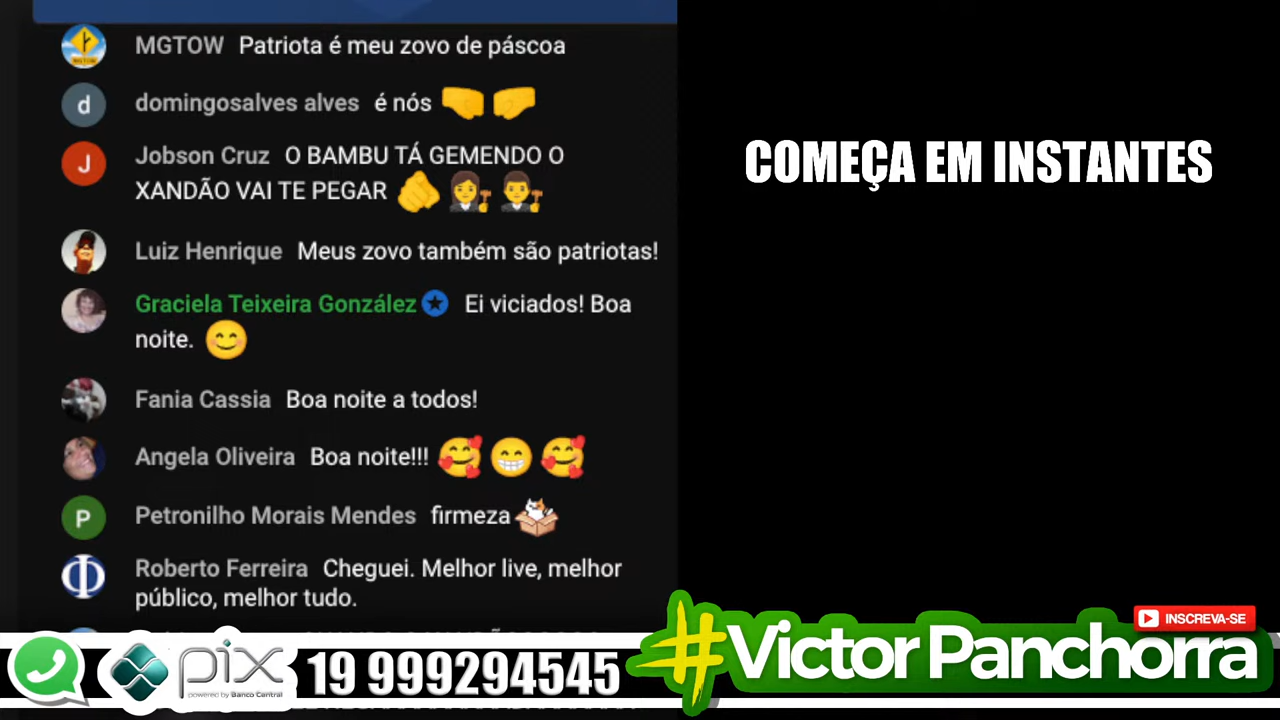 MGTOW Patriota é meu zovo de páscoa
d domingosalves alves é nós
J Jobson Cruz O BAMBU TÁ GEMENDO O
XANDÃO VAI TE PEGAR
Luiz Henrique Meus zovo também são patriotas!
Graciela Teixeira González Ei viciados! Boa
noite.
Fania Cassia Boa noite a todos!
Angela Oliveira Boa noite!!!
P Petronilho Morais Mendes firmeza
Roberto Ferreira Cheguei. Melhor live, melhor
público, melhor tudo.
COMEÇA EM INSTANTES
INSCREVA-SE
pix
powered by Banco Central
19 999294545
#Victor Panchorra